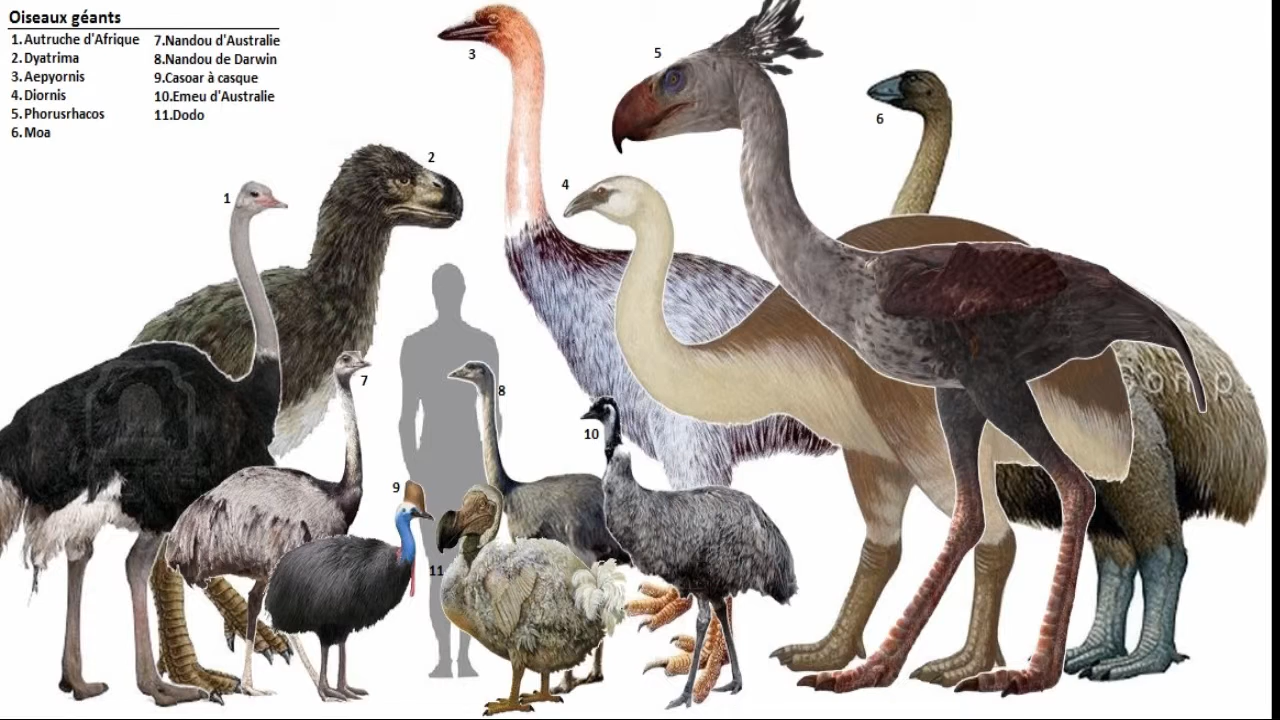 Oiseaux géants
1.Autruche d'Afrique
2.Dyatrima
3.Aepyornis
4.Diornis
5.Phorusrhacos
6.Moa
7.Nandou d'Australie
8.Nandou de Darwin
9.Casoar à casque
10.Emeu d'Australie
11.Dodo
3
5
6
2
4
1
7
8
10
9
11